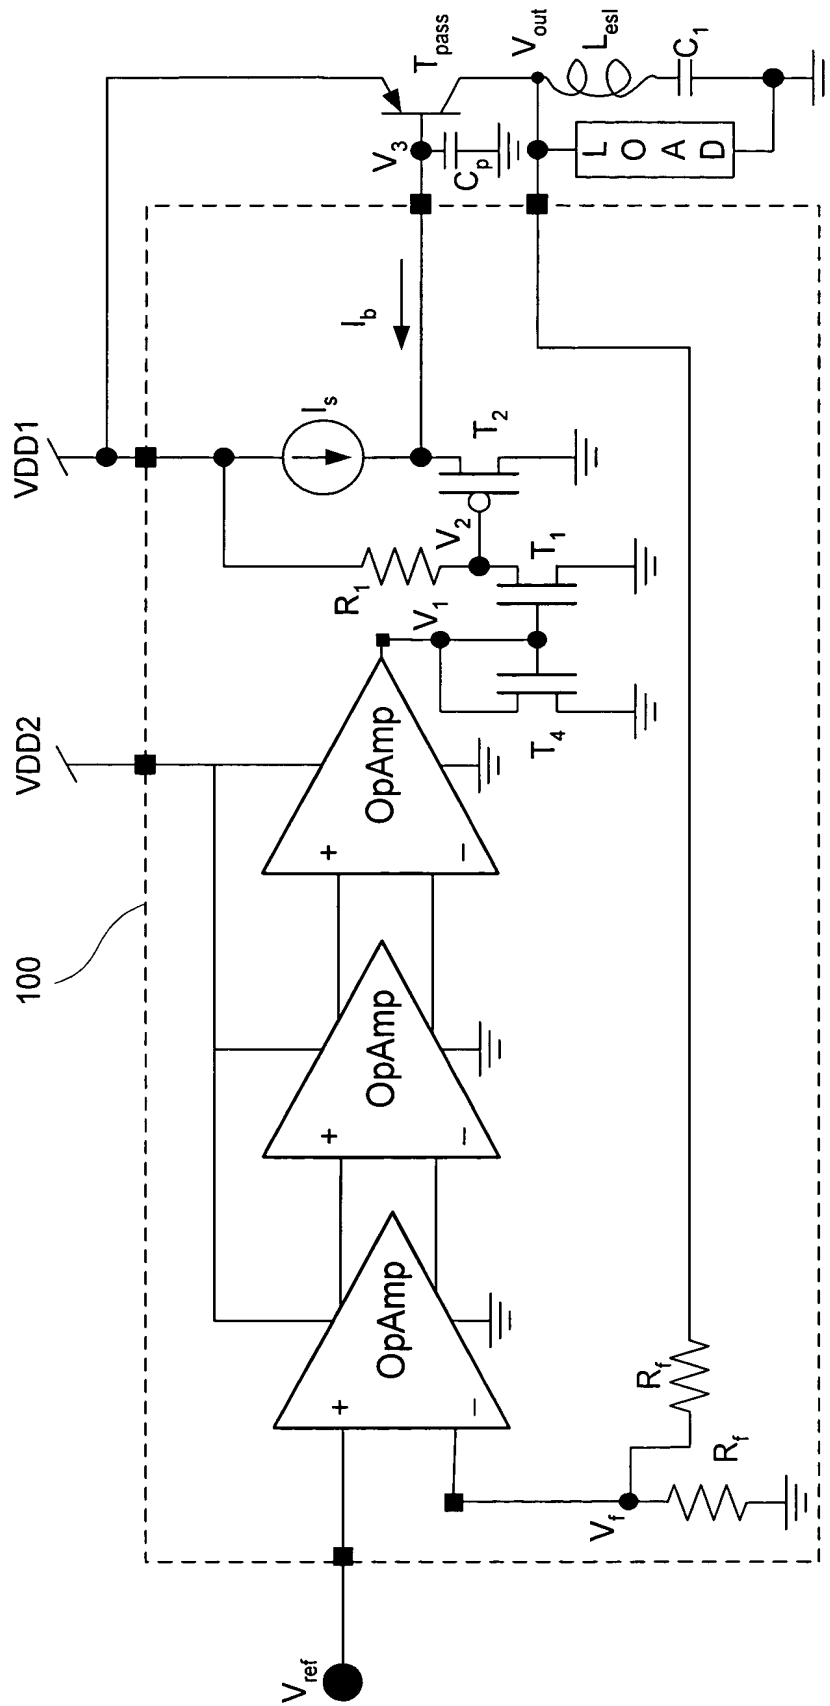 100
VDD2
VDD1
V_ref
OpAmp
+
−
OpAmp
+
−
OpAmp
+
−
V_f
R_f
R_f
V_1
T_4
T_1
R_1
V_2
T_2
I_s
I_b
V_3
C_p
T_pass
V_out
L_esl
C_1
LOAD